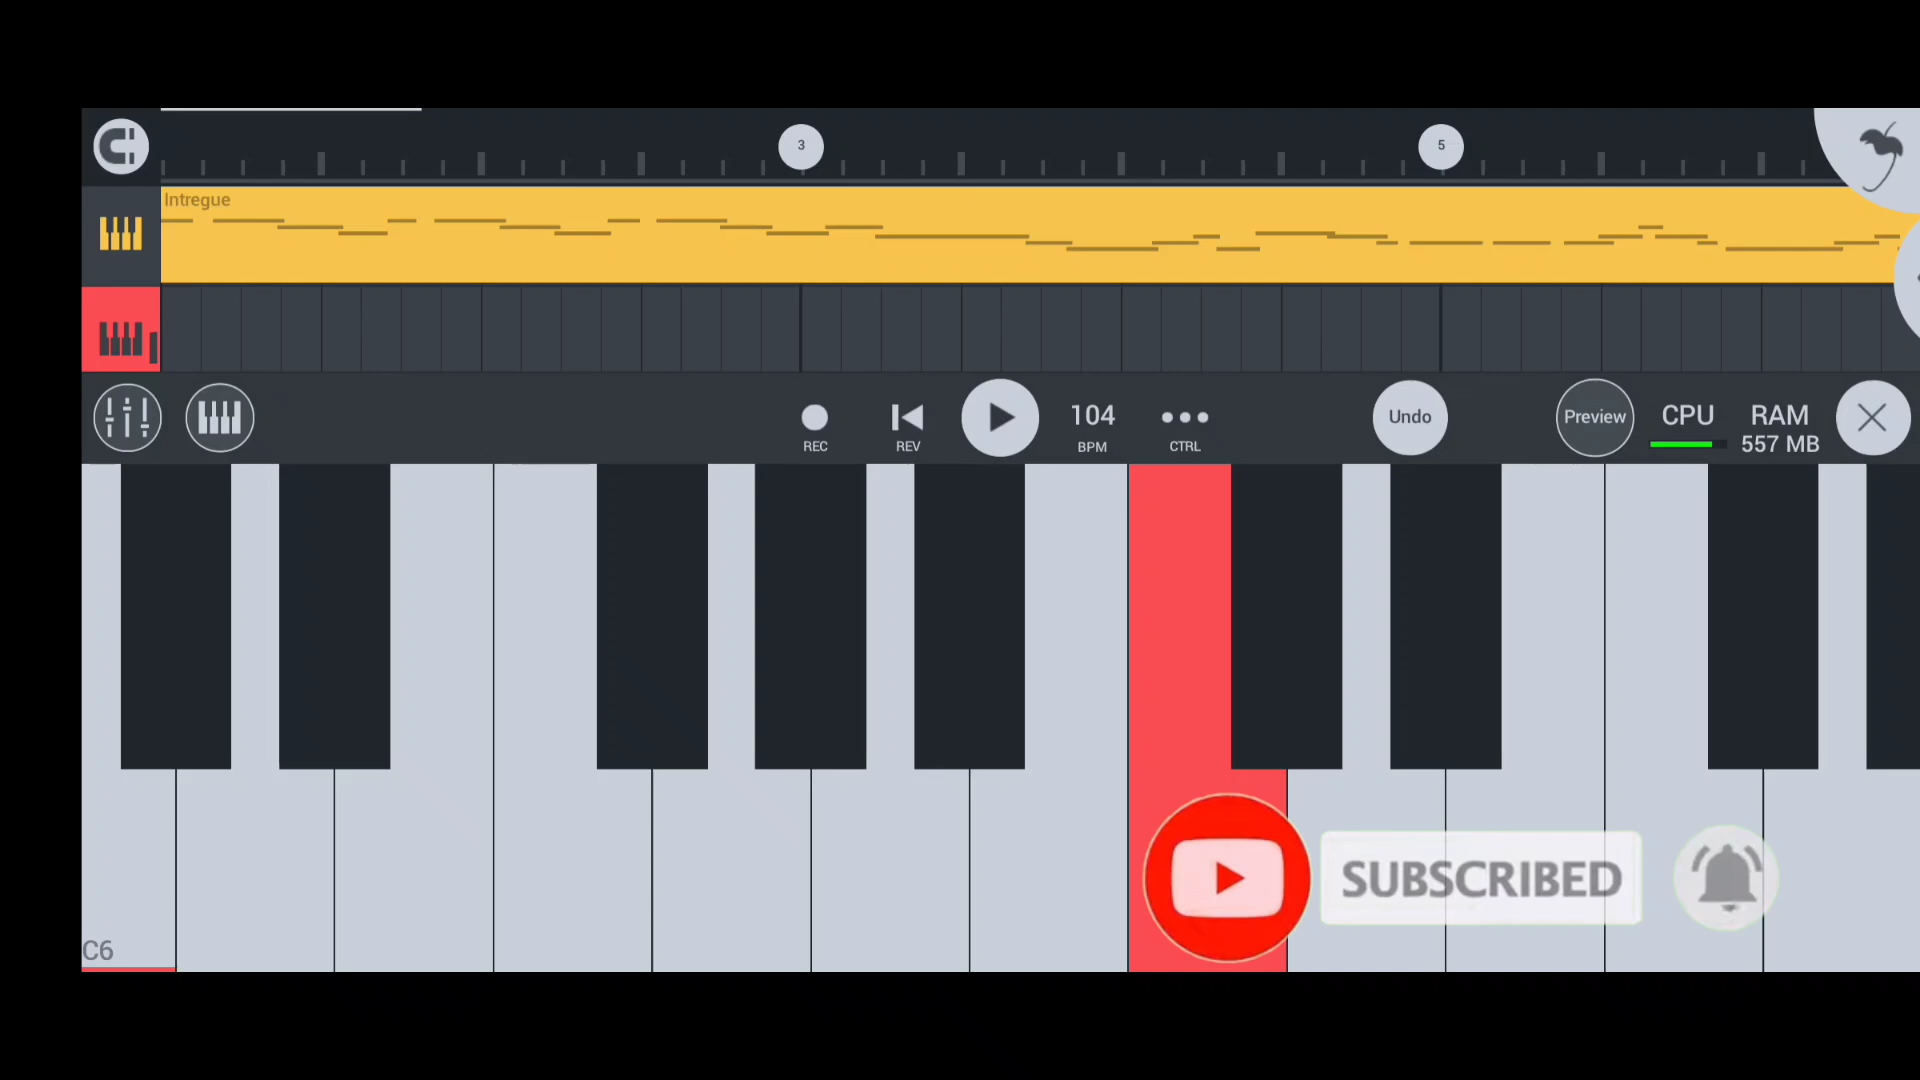 3
5
Intregue
REC
REV
104
BPM
CTRL
Undo
Preview
CPU
RAM
557 MB
C6
SUBSCRIBED